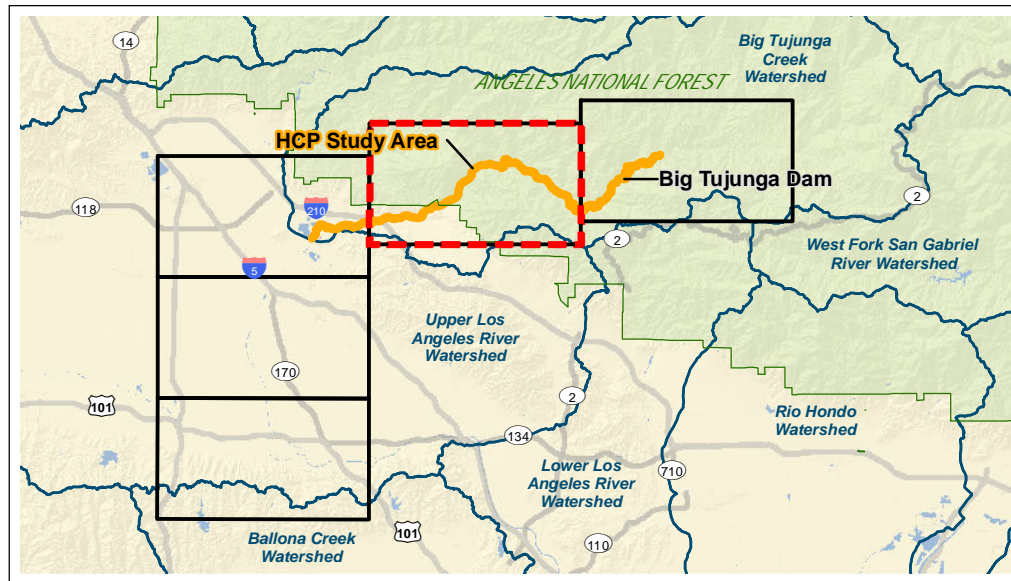 14
Big Tujunga
Creek
Watershed
ANGELES NATIONAL FOREST
HCP Study Area
Big Tujunga Dam
118
210
2
2
5
West Fork San Gabriel
River Watershed
Upper Los
Angeles River
Watershed
170
101
2
134
Rio Hondo
Watershed
Lower Los
Angeles River
Watershed
710
Ballona Creek
Watershed
101
110